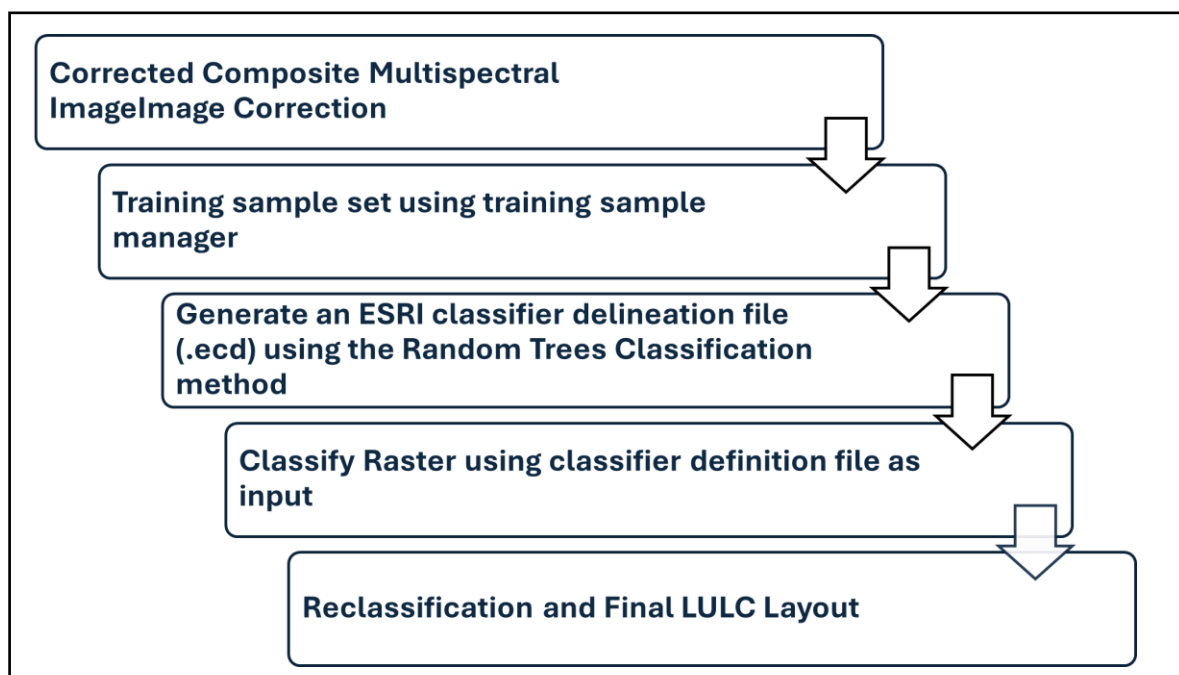 Corrected Composite Multispectral
ImageImage Correction
Training sample set using training sample
manager
Generate an ESRI classifier delineation file
(.ecd) using the Random Trees Classification
method
Classify Raster using classifier definition file as
input
Reclassification and Final LULC Layout